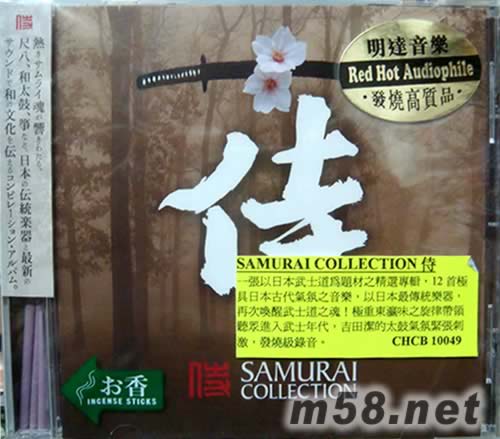 熱きサムライ魂が響きわたる。
尺八、和太鼓、箏など、日本の伝統楽器と最新の
サウンドで和の文化を伝えるコンピレーション・アルバム。
明達音樂
Red Hot Audiophile
·發燒高質品·
侍
SAMURAI COLLECTION 侍
一張以日本武士道為題材之精選專輯，12首極
具日本古代氣氛之音樂，以日本最傳統樂器，
再次喚醒武士道之魂！極重東瀛味之旋律帶領
聽眾進入武士年代，吉田潔的太鼓氣氛緊張刺
激，發燒級錄音。
CHCB 10049
お香
INCENSE STICKS
侍 SAMURAI
COLLECTION
m58.net